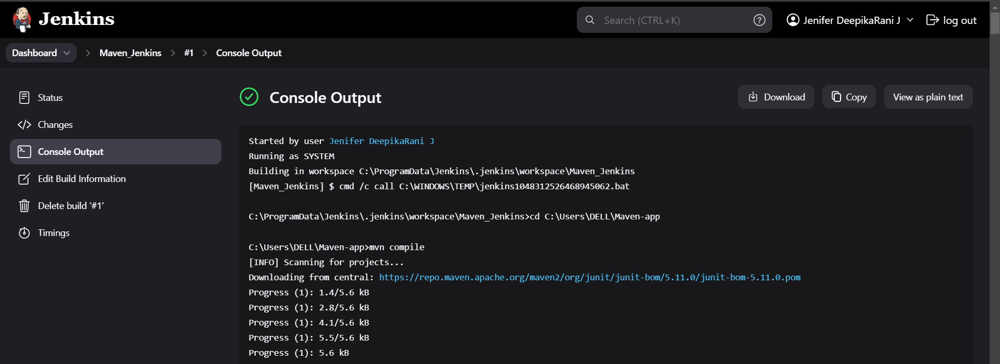 Jenkins
Search (CTRL+K)
Jenifer DeepikaRani J
log out
Dashboard
Maven_Jenkins
#1
Console Output
Status
Changes
Console Output
Edit Build Information
Delete build ‘#1’
Timings
Console Output
Download
Copy
View as plain text
Started by user Jenifer DeepikaRani J
Running as SYSTEM
Building in workspace C:\ProgramData\Jenkins\.jenkins\workspace\Maven_Jenkins
[Maven_Jenkins] $ cmd /c call C:\WINDOWS\TEMP\jenkins1048312526468945062.bat
C:\ProgramData\Jenkins\.jenkins\workspace\Maven_Jenkins>cd C:\Users\DELL\Maven-app
C:\Users\DELL\Maven-app>mvn compile
[INFO] Scanning for projects...
Downloading from central: https://repo.maven.apache.org/maven2/org/junit/junit-bom/5.11.0/junit-bom-5.11.0.pom
Progress (1): 1.4/5.6 kB
Progress (1): 2.8/5.6 kB
Progress (1): 4.1/5.6 kB
Progress (1): 5.5/5.6 kB
Progress (1): 5.6 kB